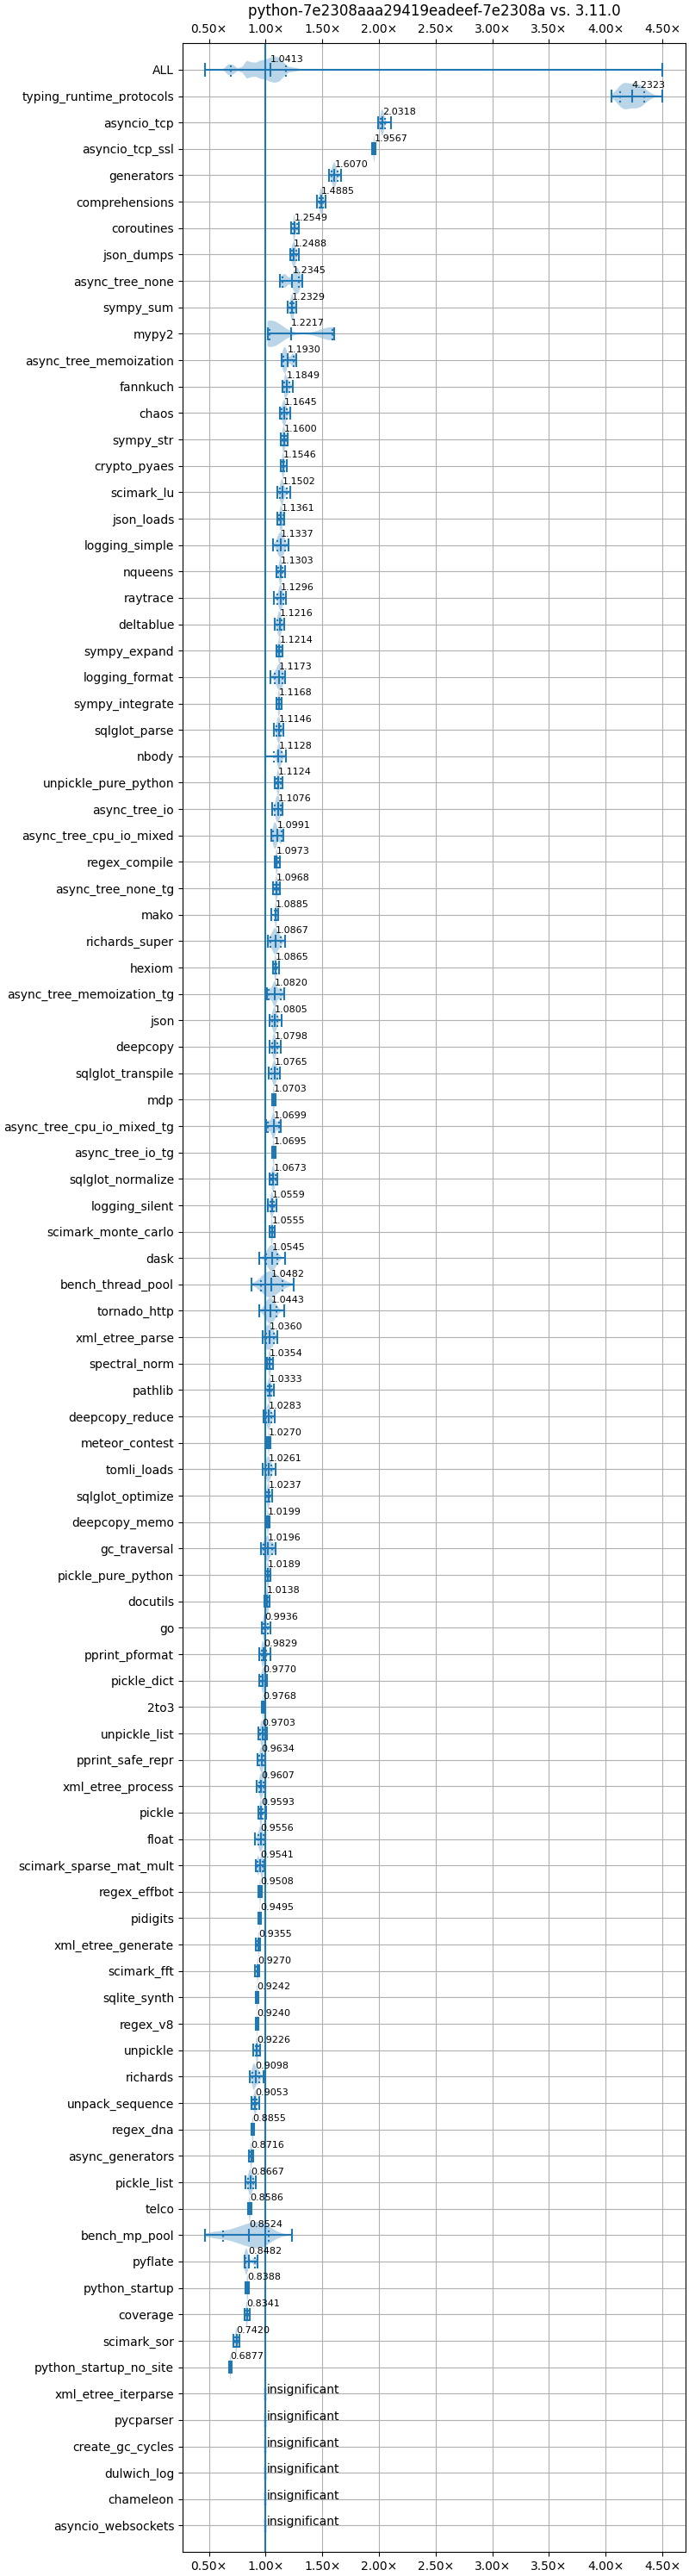 python-7e2308aaa29419eadeef-7e2308a vs. 3.11.0
0.50× 1.00× 1.50× 2.00× 2.50× 3.00× 3.50× 4.00× 4.50×
ALL 1.0413
typing_runtime_protocols 4.2323
asyncio_tcp 2.0318
asyncio_tcp_ssl 1.9567
generators 1.6070
comprehensions 1.4885
coroutines 1.2549
json_dumps 1.2488
async_tree_none 1.2345
sympy_sum 1.2329
mypy2 1.2217
async_tree_memoization 1.1930
fannkuch 1.1849
chaos 1.1645
sympy_str 1.1600
crypto_pyaes 1.1546
scimark_lu 1.1502
json_loads 1.1361
logging_simple 1.1337
nqueens 1.1303
raytrace 1.1296
deltablue 1.1216
sympy_expand 1.1214
logging_format 1.1173
sympy_integrate 1.1168
sqlglot_parse 1.1146
nbody 1.1128
unpickle_pure_python 1.1124
async_tree_io 1.1076
async_tree_cpu_io_mixed 1.0991
regex_compile 1.0973
async_tree_none_tg 1.0968
mako 1.0885
richards_super 1.0867
hexiom 1.0865
async_tree_memoization_tg 1.0820
json 1.0805
deepcopy 1.0798
sqlglot_transpile 1.0765
mdp 1.0703
async_tree_cpu_io_mixed_tg 1.0699
async_tree_io_tg 1.0695
sqlglot_normalize 1.0673
logging_silent 1.0559
scimark_monte_carlo 1.0555
dask 1.0545
bench_thread_pool 1.0482
tornado_http 1.0443
xml_etree_parse 1.0360
spectral_norm 1.0354
pathlib 1.0333
deepcopy_reduce 1.0283
meteor_contest 1.0270
tomli_loads 1.0261
sqlglot_optimize 1.0237
deepcopy_memo 1.0199
gc_traversal 1.0196
pickle_pure_python 1.0189
docutils 1.0138
go 0.9936
pprint_pformat 0.9829
pickle_dict 0.9770
2to3 0.9768
unpickle_list 0.9703
pprint_safe_repr 0.9634
xml_etree_process 0.9607
pickle 0.9593
float 0.9556
scimark_sparse_mat_mult 0.9541
regex_effbot 0.9508
pidigits 0.9495
xml_etree_generate 0.9355
scimark_fft 0.9270
sqlite_synth 0.9242
regex_v8 0.9240
unpickle 0.9226
richards 0.9098
unpack_sequence 0.9053
regex_dna 0.8855
async_generators 0.8716
pickle_list 0.8667
telco 0.8586
bench_mp_pool 0.8524
pyflate 0.8482
python_startup 0.8388
coverage 0.8341
scimark_sor 0.7420
python_startup_no_site 0.6877
xml_etree_iterparse insignificant
pycparser insignificant
create_gc_cycles insignificant
dulwich_log insignificant
chameleon insignificant
asyncio_websockets insignificant
0.50× 1.00× 1.50× 2.00× 2.50× 3.00× 3.50× 4.00× 4.50×